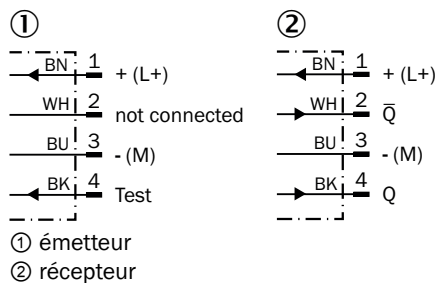 ① ②
BN 1 + (L+) BN 1 + (L+)
WH 2 not connected WH 2 Q̅
BU 3 - (M) BU 3 - (M)
BK 4 Test BK 4 Q
① émetteur
② récepteur